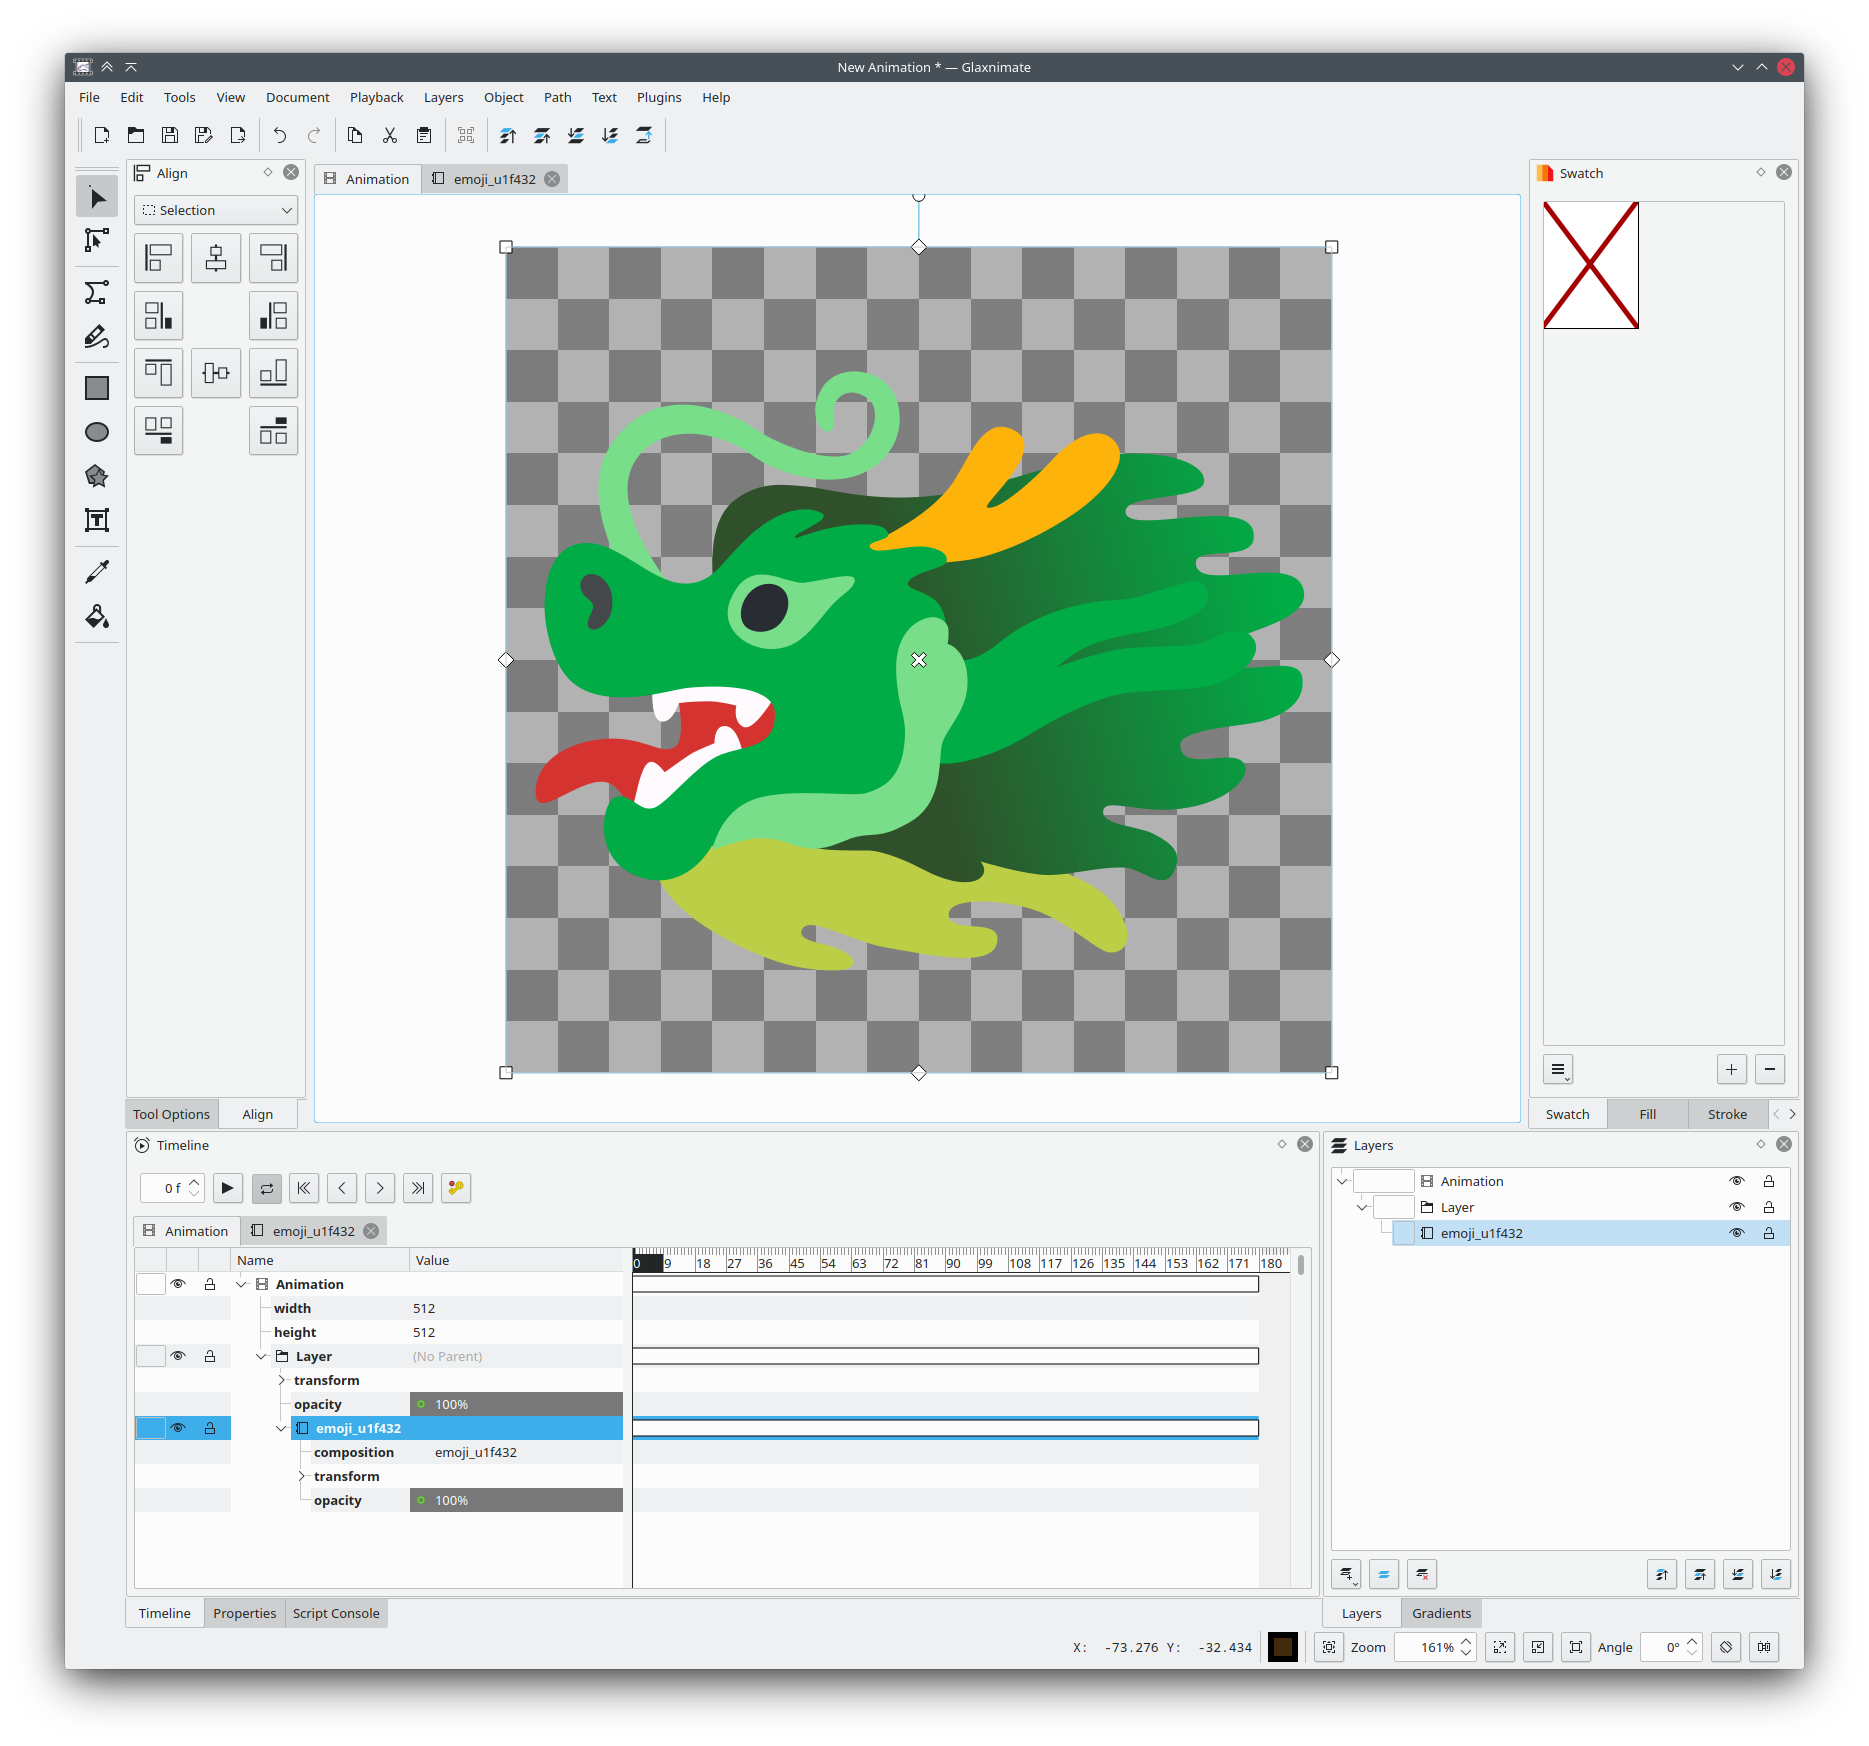 New Animation * — Glaxnimate
File Edit Tools View Document Playback Layers Object Path Text Plugins Help
Align
Selection
Animation
emoji_u1f432
Swatch
Tool Options Align
Swatch Fill Stroke
Timeline
0 f
Animation
emoji_u1f432
Name Value
0 9 18 27 36 45 54 63 72 81 90 99 108 117 126 135 144 153 162 171 180
Animation
width 512
height 512
Layer (No Parent)
transform
opacity 100%
emoji_u1f432
composition emoji_u1f432
transform
opacity 100%
Timeline Properties Script Console
Layers
Animation
Layer
emoji_u1f432
Layers Gradients
X: -73.276 Y: -32.434
Zoom 161% Angle 0°